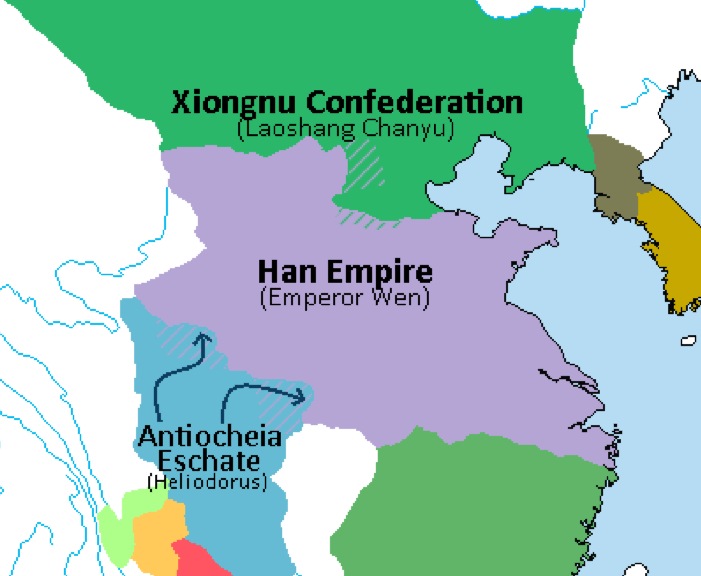 Xiongnu Confederation
(Laoshang Chanyu)
Han Empire
(Emperor Wen)
Antiocheia
Eschate
(Heliodorus)